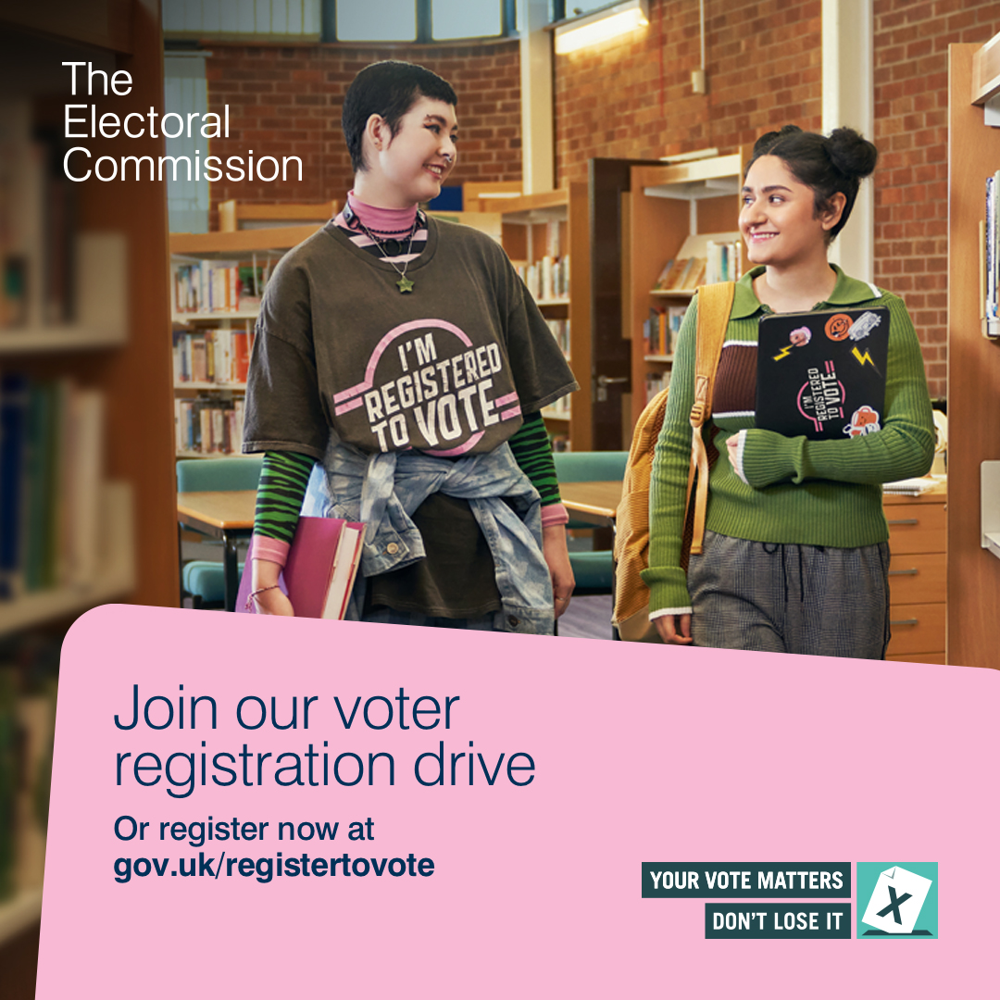 The
Electoral
Commission
I'M
REGISTERED
TO VOTE
I'M
REGISTERED
TO VOTE
Join our voter
registration drive
Or register now at
gov.uk/registertovote
YOUR VOTE MATTERS
DON'T LOSE IT
X